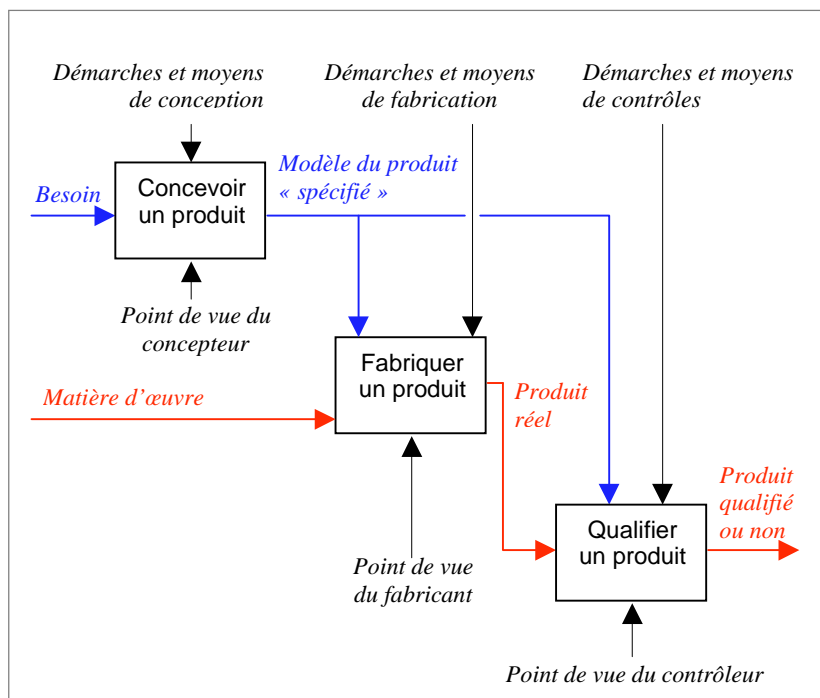 Démarches et moyens
de conception
Démarches et moyens
de fabrication
Démarches et moyens
de contrôles
Besoin
Concevoir
un produit
Modèle du produit
« spécifié »
Point de vue du
concepteur
Matière d’œuvre
Fabriquer
un produit
Produit
réel
Point de vue
du fabricant
Qualifier
un produit
Produit
qualifié
ou non
Point de vue du contrôleur